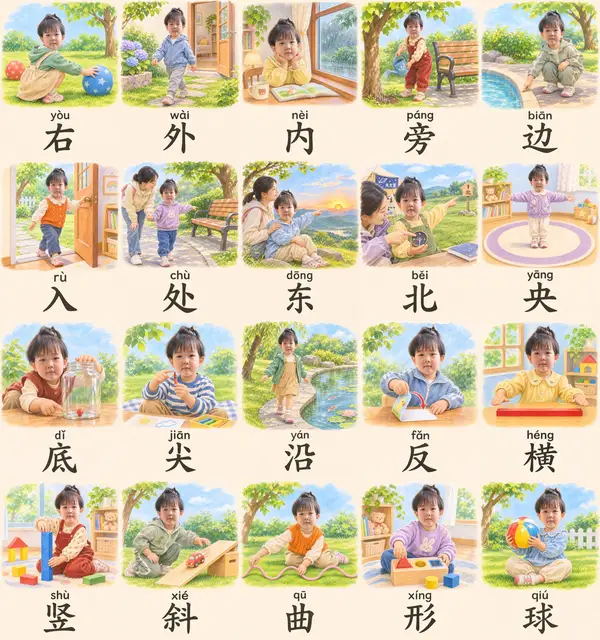 yòu wài nèi páng biān
右 外 内 旁 边
rù chù dōng běi yāng
入 处 东 北 央
dǐ jiān yán fǎn héng
底 尖 沿 反 横
shù xié qū xíng qiú
竖 斜 曲 形 球